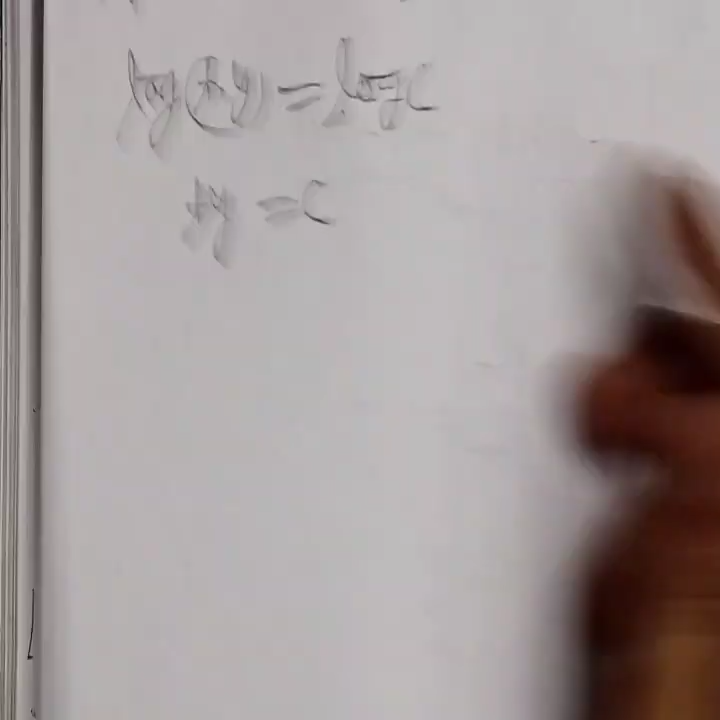 log(xy) = log c
xy = c